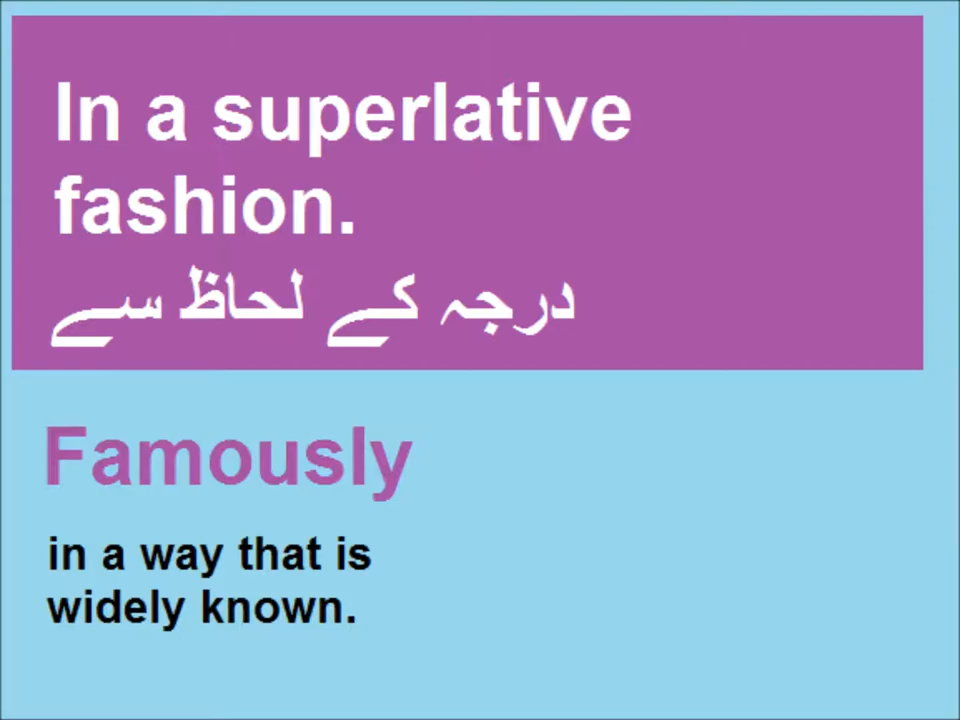 In a superlative
fashion.
درجہ کے لحاظ سے
Famously
in a way that is
widely known.